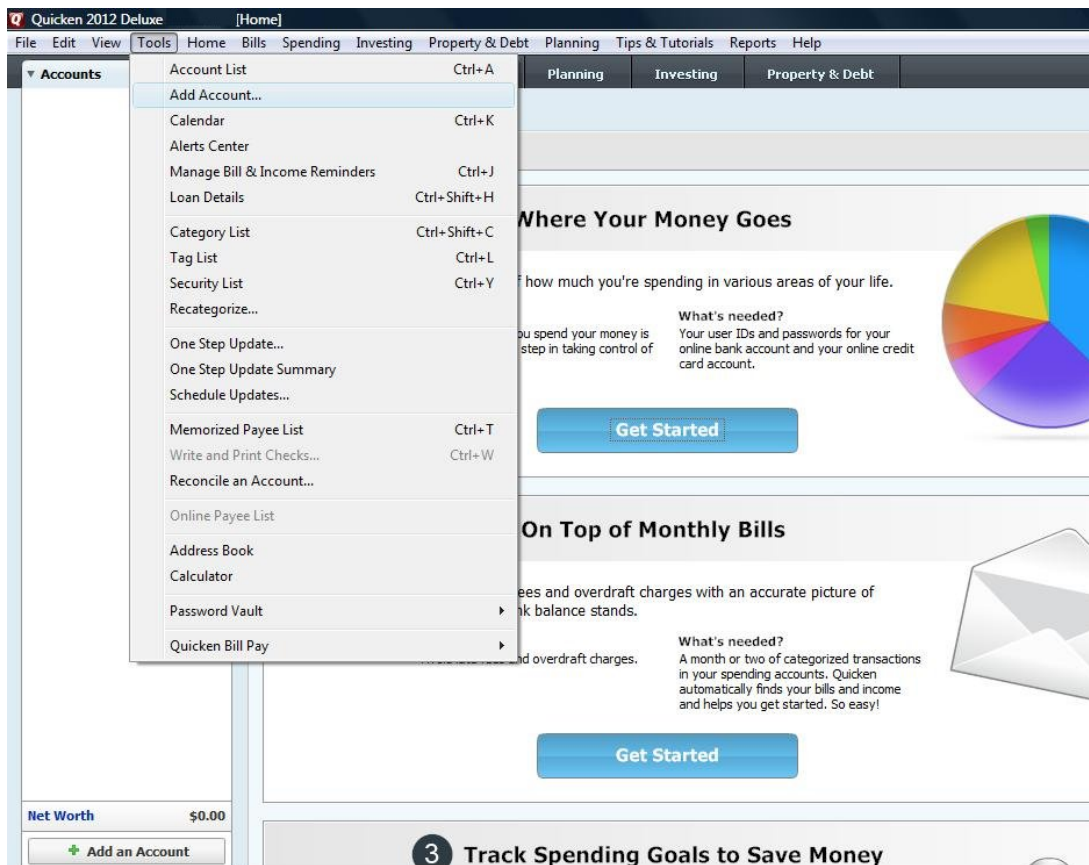 Quicken 2012 Deluxe [Home]
File Edit View Tools Home Bills Spending Investing Property & Debt Planning Tips & Tutorials Reports Help
Accounts
Planning Investing Property & Debt
Account List Ctrl+A
Add Account...
Calendar Ctrl+K
Alerts Center
Manage Bill & Income Reminders Ctrl+J
Loan Details Ctrl+Shift+H
Category List Ctrl+Shift+C
Tag List Ctrl+L
Security List Ctrl+Y
Recategorize...
One Step Update...
One Step Update Summary
Schedule Updates...
Memorized Payee List Ctrl+T
Write and Print Checks... Ctrl+W
Reconcile an Account...
Online Payee List
Address Book
Calculator
Password Vault
Quicken Bill Pay
Where Your Money Goes
how much you're spending in various areas of your life.
spend your money is
step in taking control of
What's needed?
Your user IDs and passwords for your
online bank account and your online credit
card account.
Get Started
On Top of Monthly Bills
and overdraft charges with an accurate picture of
balance stands.
and overdraft charges.
What's needed?
A month or two of categorized transactions
in your spending accounts. Quicken
automatically finds your bills and income
and helps you get started. So easy!
Get Started
Net Worth $0.00
Add an Account
3 Track Spending Goals to Save Money